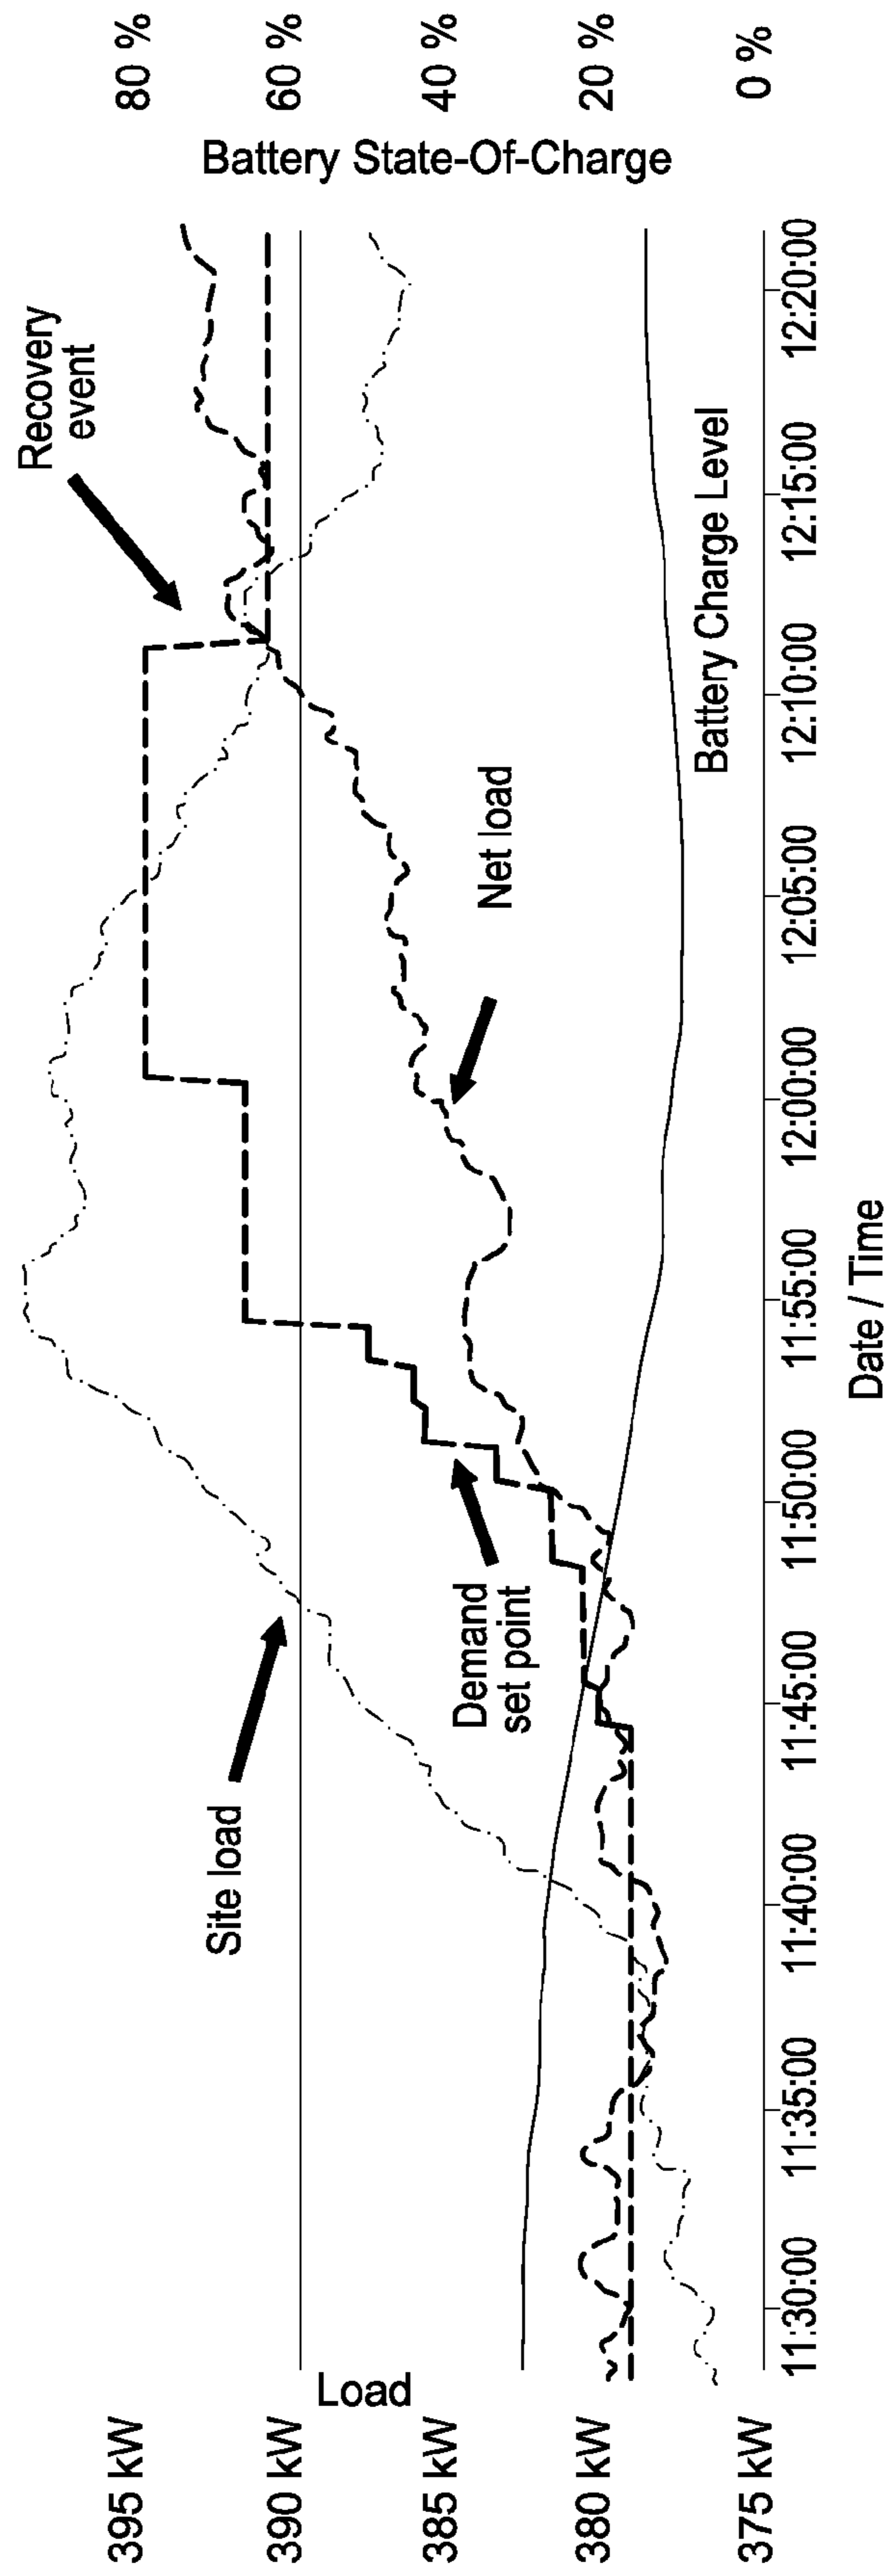 395 kW
390 kW
385 kW
380 kW
375 kW
Load
Site load
Demand
set point
Net load
Recovery
event
Battery Charge Level
80 %
60 %
40 %
20 %
0 %
Battery State-Of-Charge
11:30:00
11:35:00
11:40:00
11:45:00
11:50:00
11:55:00
12:00:00
12:05:00
12:10:00
12:15:00
12:20:00
Date / Time